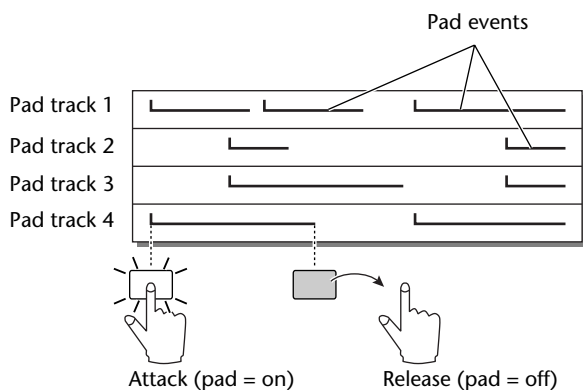 Pad events
Pad track 1
Pad track 2
Pad track 3
Pad track 4
Attack (pad = on)
Release (pad = off)